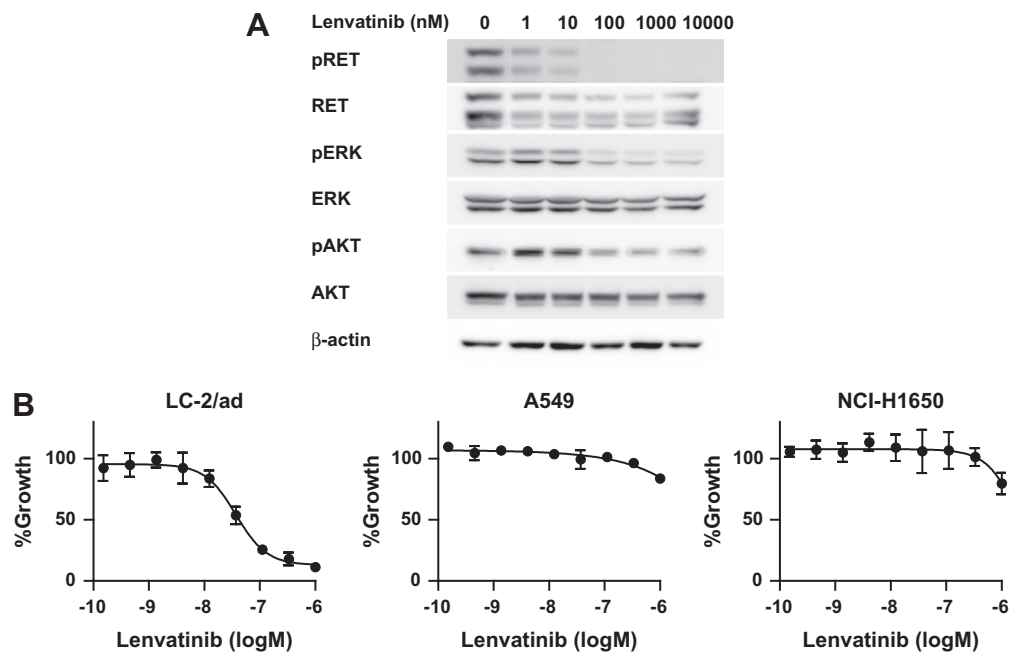 A
Lenvatinib (nM) 0 1 10 100 1000 10000
pRET
RET
pERK
ERK
pAKT
AKT
β-actin
B
LC-2/ad
A549
NCI-H1650
%Growth
100
50
0
-10 -9 -8 -7 -6
Lenvatinib (logM)
%Growth
100
50
0
-10 -9 -8 -7 -6
Lenvatinib (logM)
%Growth
100
50
0
-10 -9 -8 -7 -6
Lenvatinib (logM)